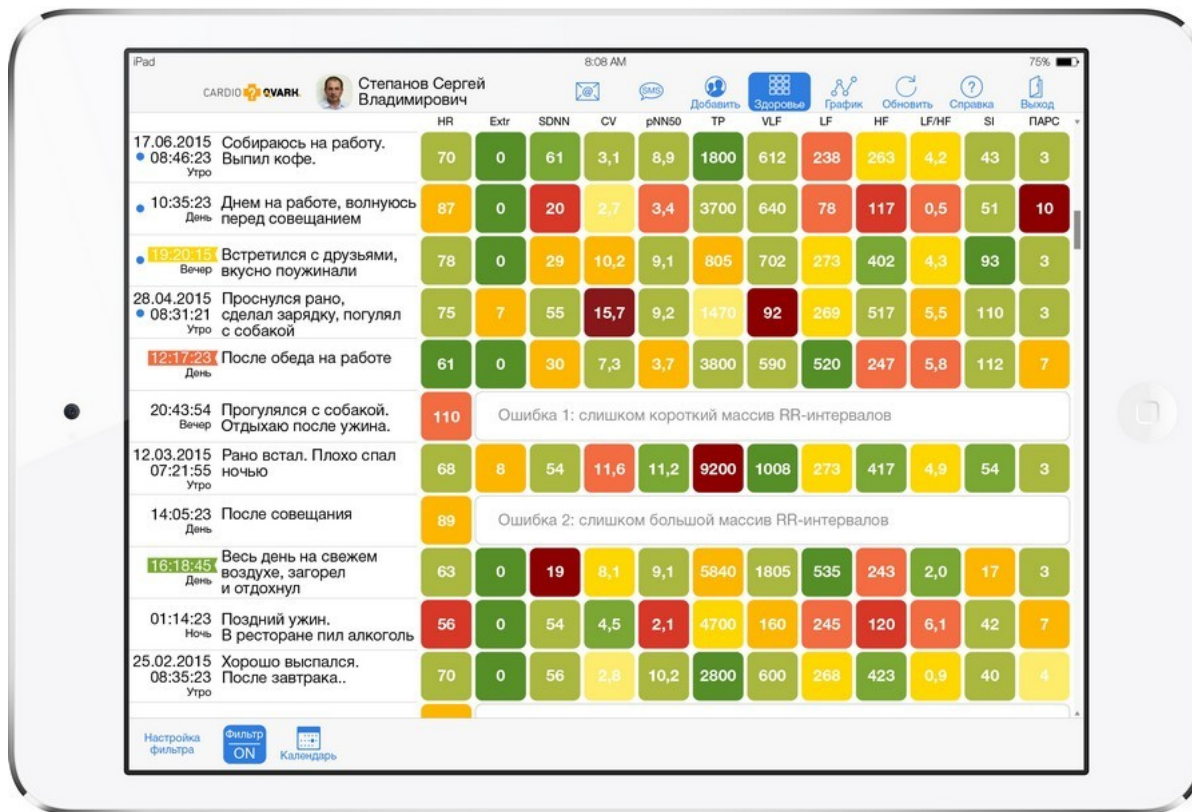 iPad 8:08 AM 75%
CARDIO QVARK Степанов Сергей
Владимирович
SMS Добавить Здоровье График Обновить Справка Выход
HR Extr SDNN CV pNN50 TP VLF LF HF LF/HF SI ПАРС
17.06.2015 Собираюсь на работу.
08:46:23 Выпил кофе.
Утро
70 0 61 3,1 8,9 1800 612 238 263 4,2 43 3
10:35:23 Днем на работе, волнуюсь
День перед совещанием
87 0 20 2,7 3,4 3700 640 78 117 0,5 51 10
19:20:15 Встретился с друзьями,
Вечер вкусно поужинали
78 0 29 10,2 9,1 805 702 273 402 4,3 93 3
28.04.2015 Проснулся рано,
08:31:21 сделал зарядку, погулял
Утро с собакой
75 7 55 15,7 9,2 1470 92 269 517 5,5 110 3
12:17:23 После обеда на работе
День
61 0 30 7,3 3,7 3800 590 520 247 5,8 112 7
20:43:54 Прогулялся с собакой.
Вечер Отдыхаю после ужина.
110 Ошибка 1: слишком короткий массив RR-интервалов
12.03.2015 Рано встал. Плохо спал
07:21:55 ночью
Утро
68 8 54 11,6 11,2 9200 1008 273 417 4,9 54 3
14:05:23 После совещания
День
89 Ошибка 2: слишком большой массив RR-интервалов
Весь день на свежем
16:18:45 воздухе, загорел
День и отдохнул
63 0 19 8,1 9,1 5840 1805 535 243 2,0 17 3
01:14:23 Поздний ужин.
Ночь В ресторане пил алкоголь
56 0 54 4,5 2,1 4700 160 245 120 6,1 42 7
25.02.2015 Хорошо выспался.
08:35:23 После завтрака..
Утро
70 0 56 2,8 10,2 2800 600 268 423 0,9 40 4
Настройка
фильтра
Фильтр
ON
Календарь